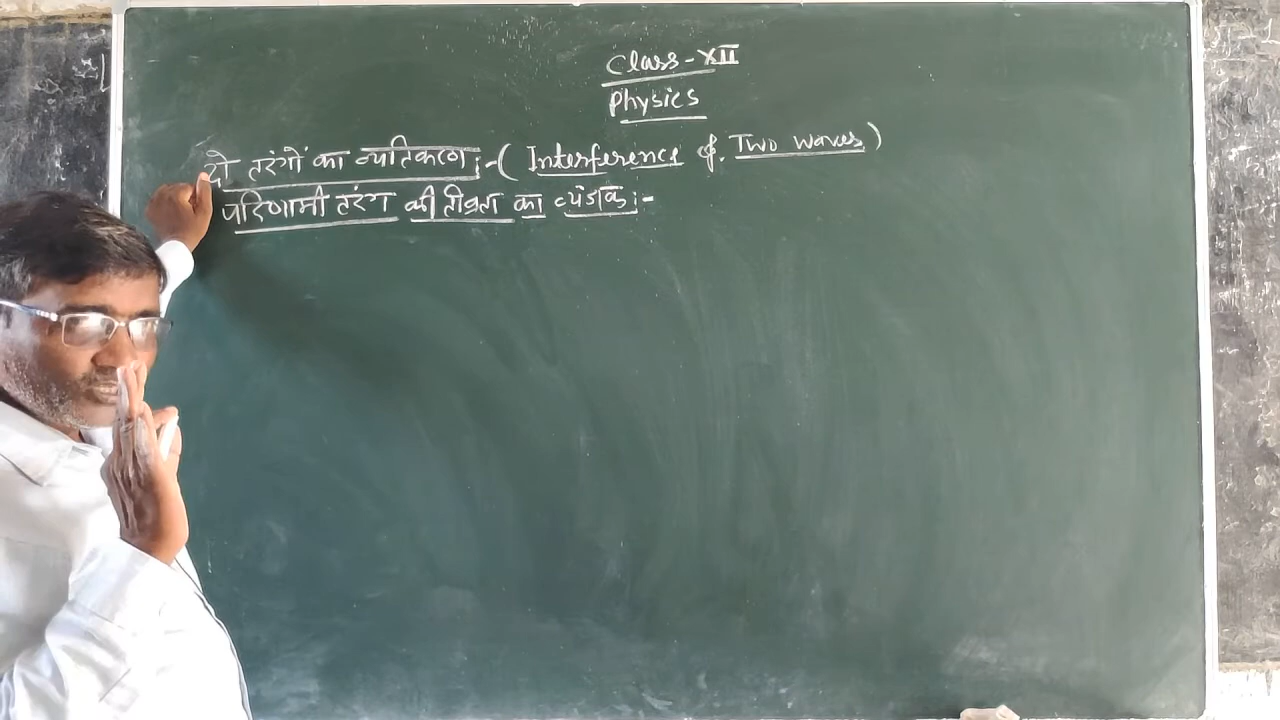 Class-XII
Physics
दो तरंगों का व्यतिकरण :-( Interference of. Two waves)
परिणामी तरंग की तीव्रता का व्यंजक :-